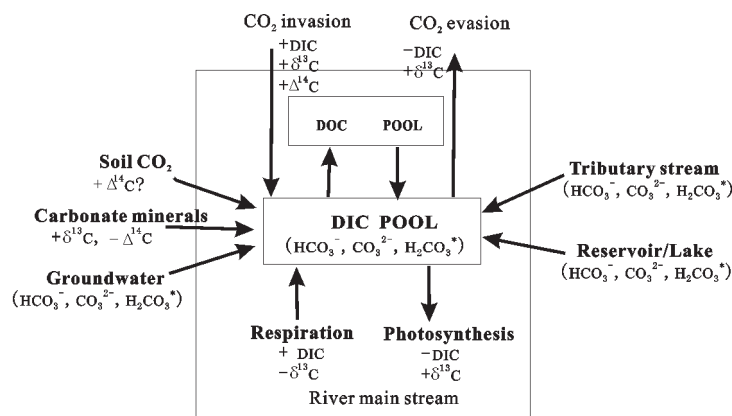 CO₂ invasion
+DIC
+δ¹³C
+Δ¹⁴C
CO₂ evasion
−DIC
+δ¹³C
DOC POOL
Soil CO₂
+ Δ¹⁴C?
Carbonate minerals
+δ¹³C, − Δ¹⁴C
Groundwater
(HCO₃⁻, CO₃²⁻, H₂CO₃*)
DIC POOL
(HCO₃⁻, CO₃²⁻, H₂CO₃*)
Tributary stream
(HCO₃⁻, CO₃²⁻, H₂CO₃*)
Reservoir/Lake
(HCO₃⁻, CO₃²⁻, H₂CO₃*)
Respiration
+ DIC
−δ¹³C
Photosynthesis
−DIC
+δ¹³C
River main stream